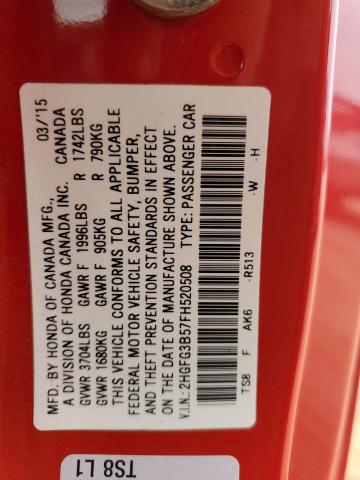 MFD. BY HONDA OF CANADA MFG., 03/'15
A DIVISION OF HONDA CANADA INC. CANADA
GVWR 3704LBS GAWR F 1996LBS R 1742LBS
GVWR 1680KG GAWR F 905KG R 790KG
THIS VEHICLE CONFORMS TO ALL APPLICABLE
FEDERAL MOTOR VEHICLE SAFETY, BUMPER,
AND THEFT PREVENTION STANDARDS IN EFFECT
ON THE DATE OF MANUFACTURE SHOWN ABOVE.
V.I.N.: 2HGFG3B57FH520508 TYPE: PASSENGER CAR
TS8 F AK6 -R513 -W -H
TS8 L1